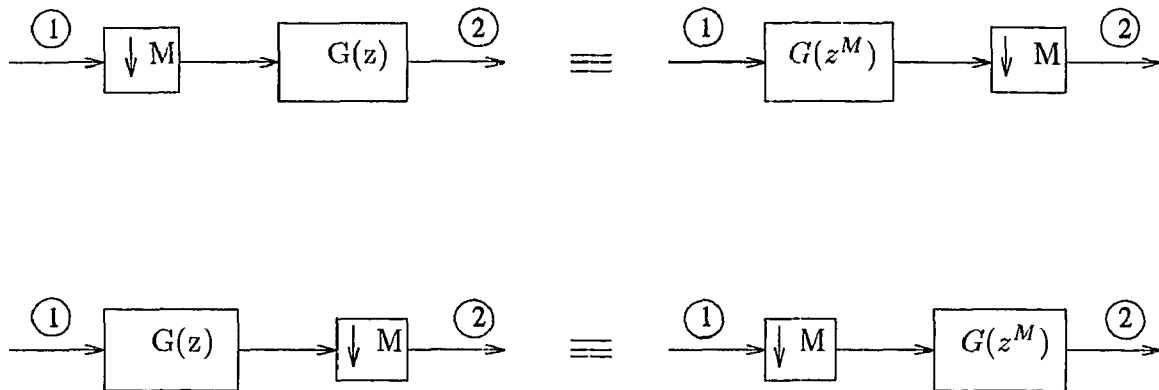 1 2 1 2
↓ M G(z) ≡ G(z^M) ↓ M
1 2 1 2
G(z) ↓ M ≡ ↓ M G(z^M)